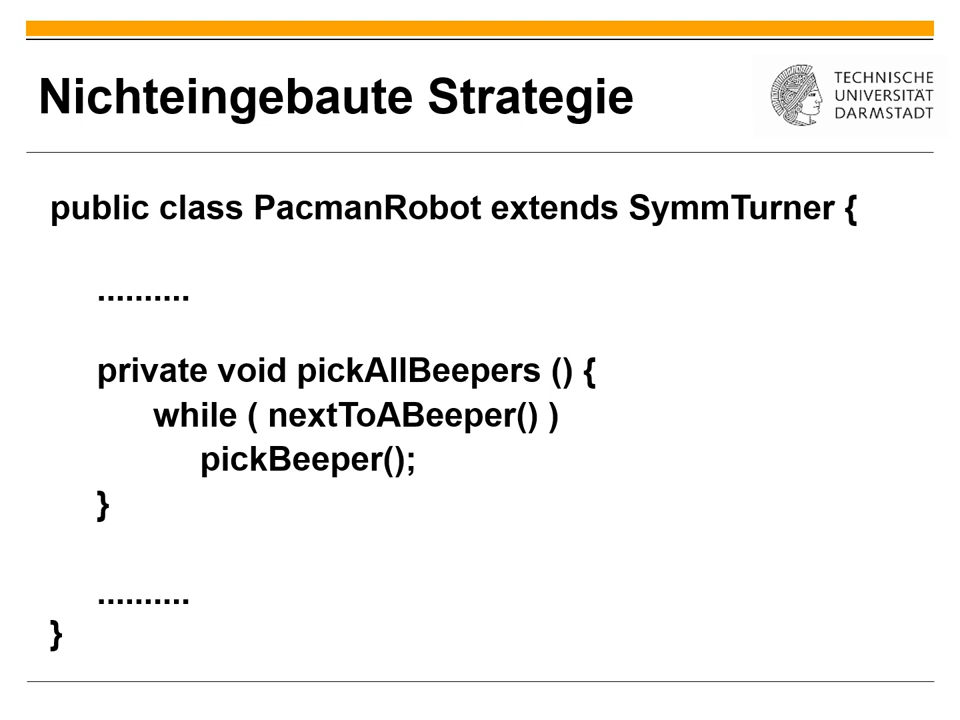 Nichteingebaute Strategie
TECHNISCHE
UNIVERSITÄT
DARMSTADT
public class PacmanRobot extends SymmTurner {
..........
private void pickAllBeepers () {
while ( nextToABeeper() )
pickBeeper();
}
..........
}